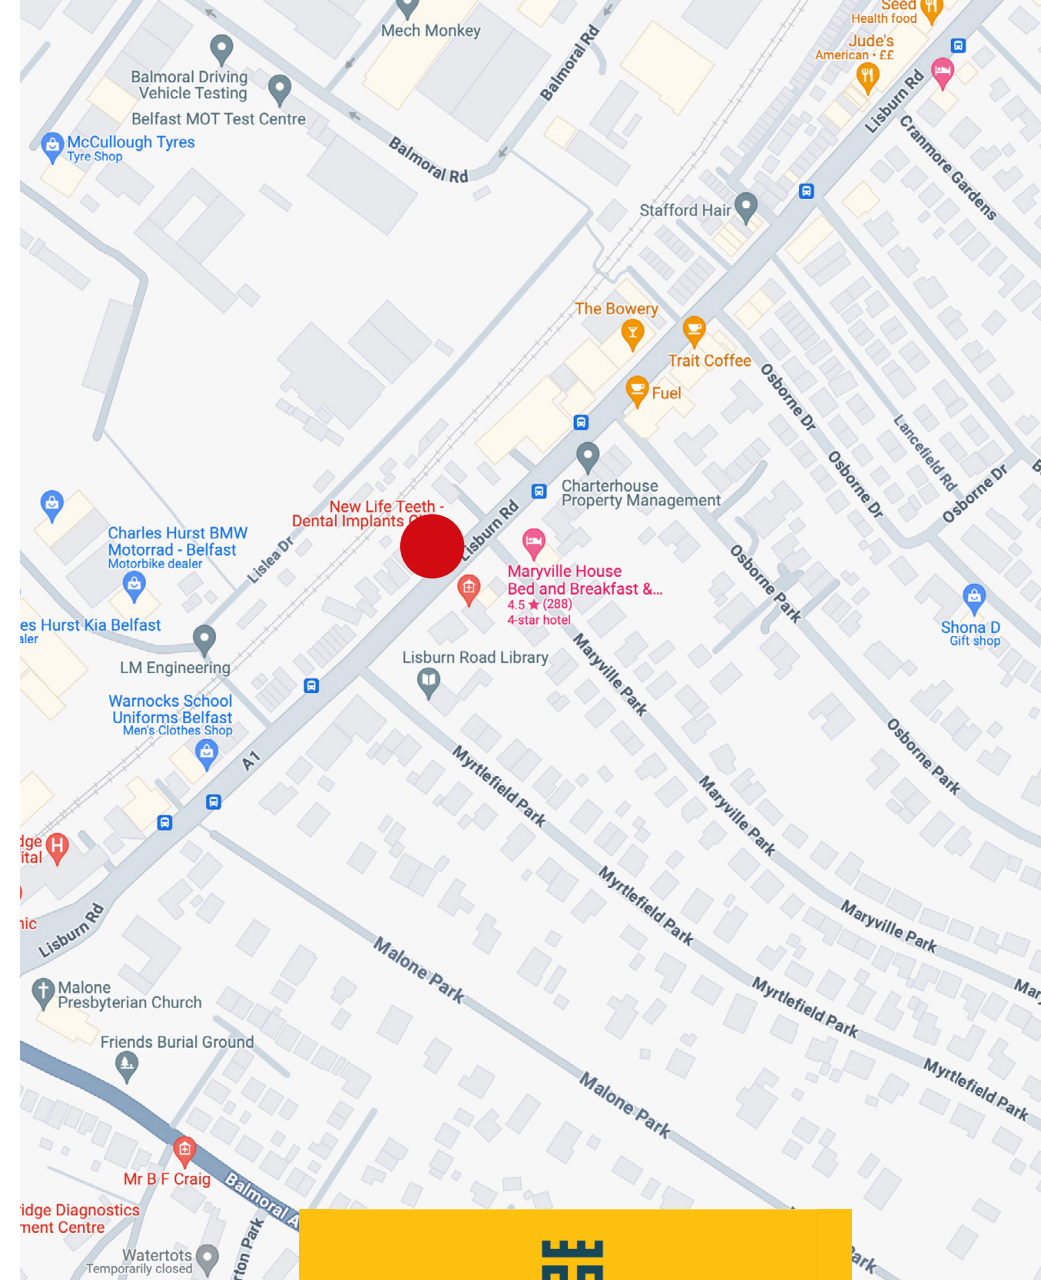 Seed
Health food
Mech Monkey
Jude's
American · ££
Balmoral Rd
Balmoral Driving
Vehicle Testing
Belfast MOT Test Centre
Lisburn Rd
McCullough Tyres
Tyre Shop
Balmoral Rd
Cranmore Gardens
Stafford Hair
The Bowery
Trait Coffee
Fuel
Osborne Dr
Lancefield Rd
Osborne Dr
Osborne Dr
Charterhouse
Property Management
New Life Teeth -
Dental Implants
Lisburn Rd
Charles Hurst BMW
Motorrad - Belfast
Motorbike dealer
Lislea Dr
Maryville House
Bed and Breakfast &...
4.5 ★ (288)
4-star hotel
Osborne Park
Shona D
Gift shop
es Hurst Kia Belfast
aler
LM Engineering
Lisburn Road Library
Maryville Park
Warnocks School
Uniforms Belfast
Men's Clothes Shop
A1
Myrtlefield Park
Osborne Park
Maryville Park
dge
ital
H
Myrtlefield Park
Maryville Park
nic
Lisburn Rd
Malone Park
Mary
Malone
Presbyterian Church
Myrtlefield Park
Friends Burial Ground
Malone Park
Myrtlefield Park
Mr B F Craig
Balmoral A
ridge Diagnostics
ment Centre
rton Park
Watertots
Temporarily closed
ark